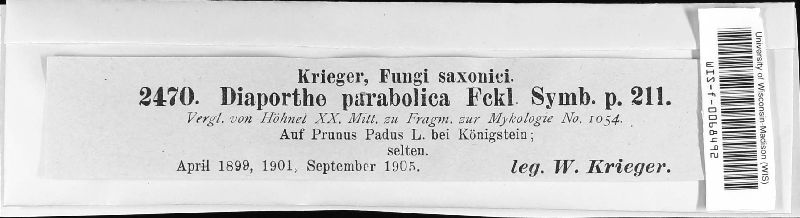 Krieger, Fungi saxonici.
2470. Diaporthe parabolica Fckl. Symb. p. 211.
Vergl. von Höhnel XX. Mitt. zu Fragm. zur Mykologie No. 1054.
Auf Prunus Padus L. bei Königstein;
selten.
April 1899, 1901, September 1905.
leg. W. Krieger.
University of Wisconsin-Madison (WIS)
WIS-f-0068492